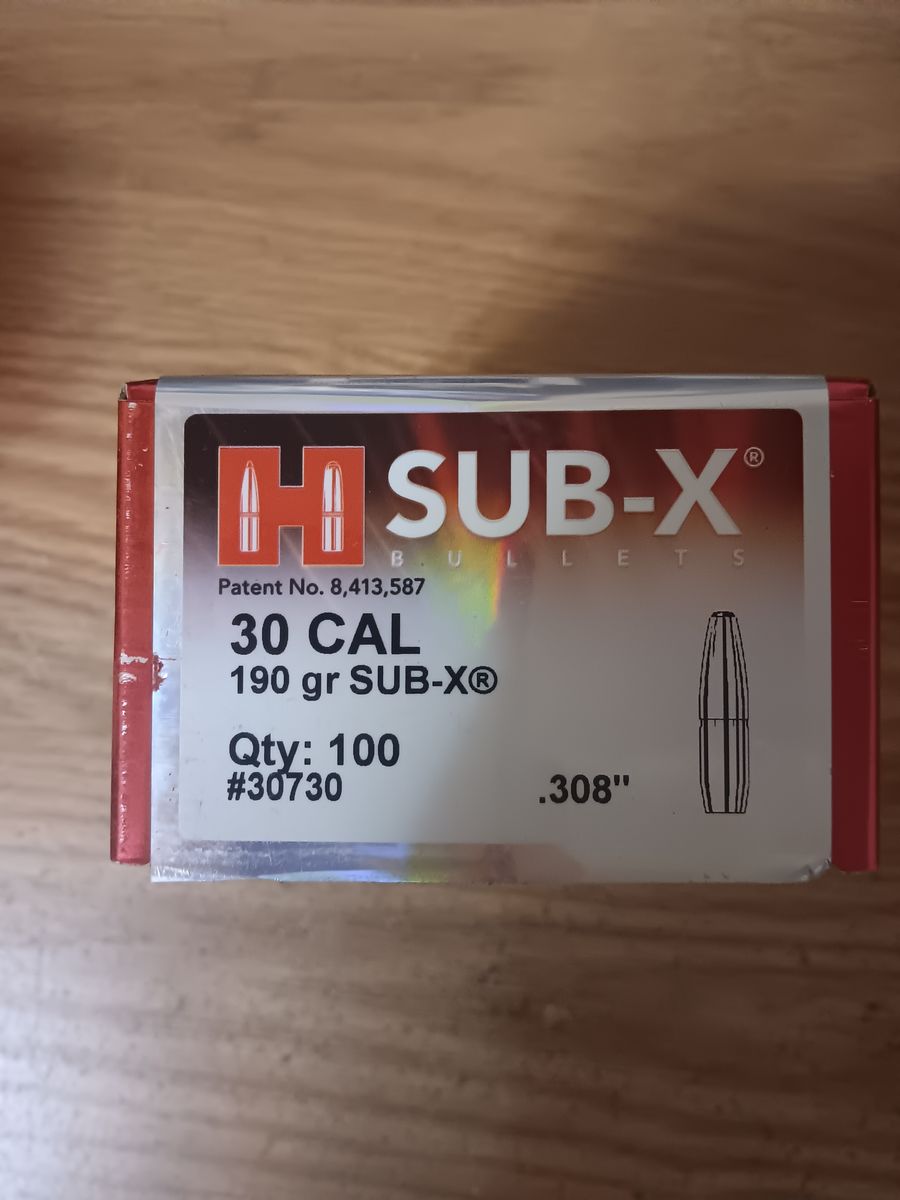 H SUB-X®
BULLETS
Patent No. 8,413,587
30 CAL
190 gr SUB-X®
Qty: 100
#30730
.308"